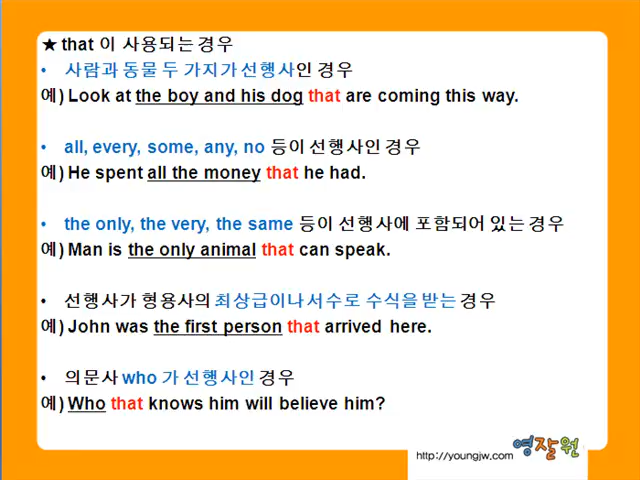 ★ that 이 사용되는 경우
• 사람과 동물 두 가지가 선행사인 경우
예) Look at the boy and his dog that are coming this way.
• all, every, some, any, no 등이 선행사인 경우
예) He spent all the money that he had.
• the only, the very, the same 등이 선행사에 포함되어 있는 경우
예) Man is the only animal that can speak.
• 선행사가 형용사의 최상급이나 서수로 수식을 받는 경우
예) John was the first person that arrived here.
• 의문사 who 가 선행사인 경우
예) Who that knows him will believe him?
http://youngjw.com 영잘원